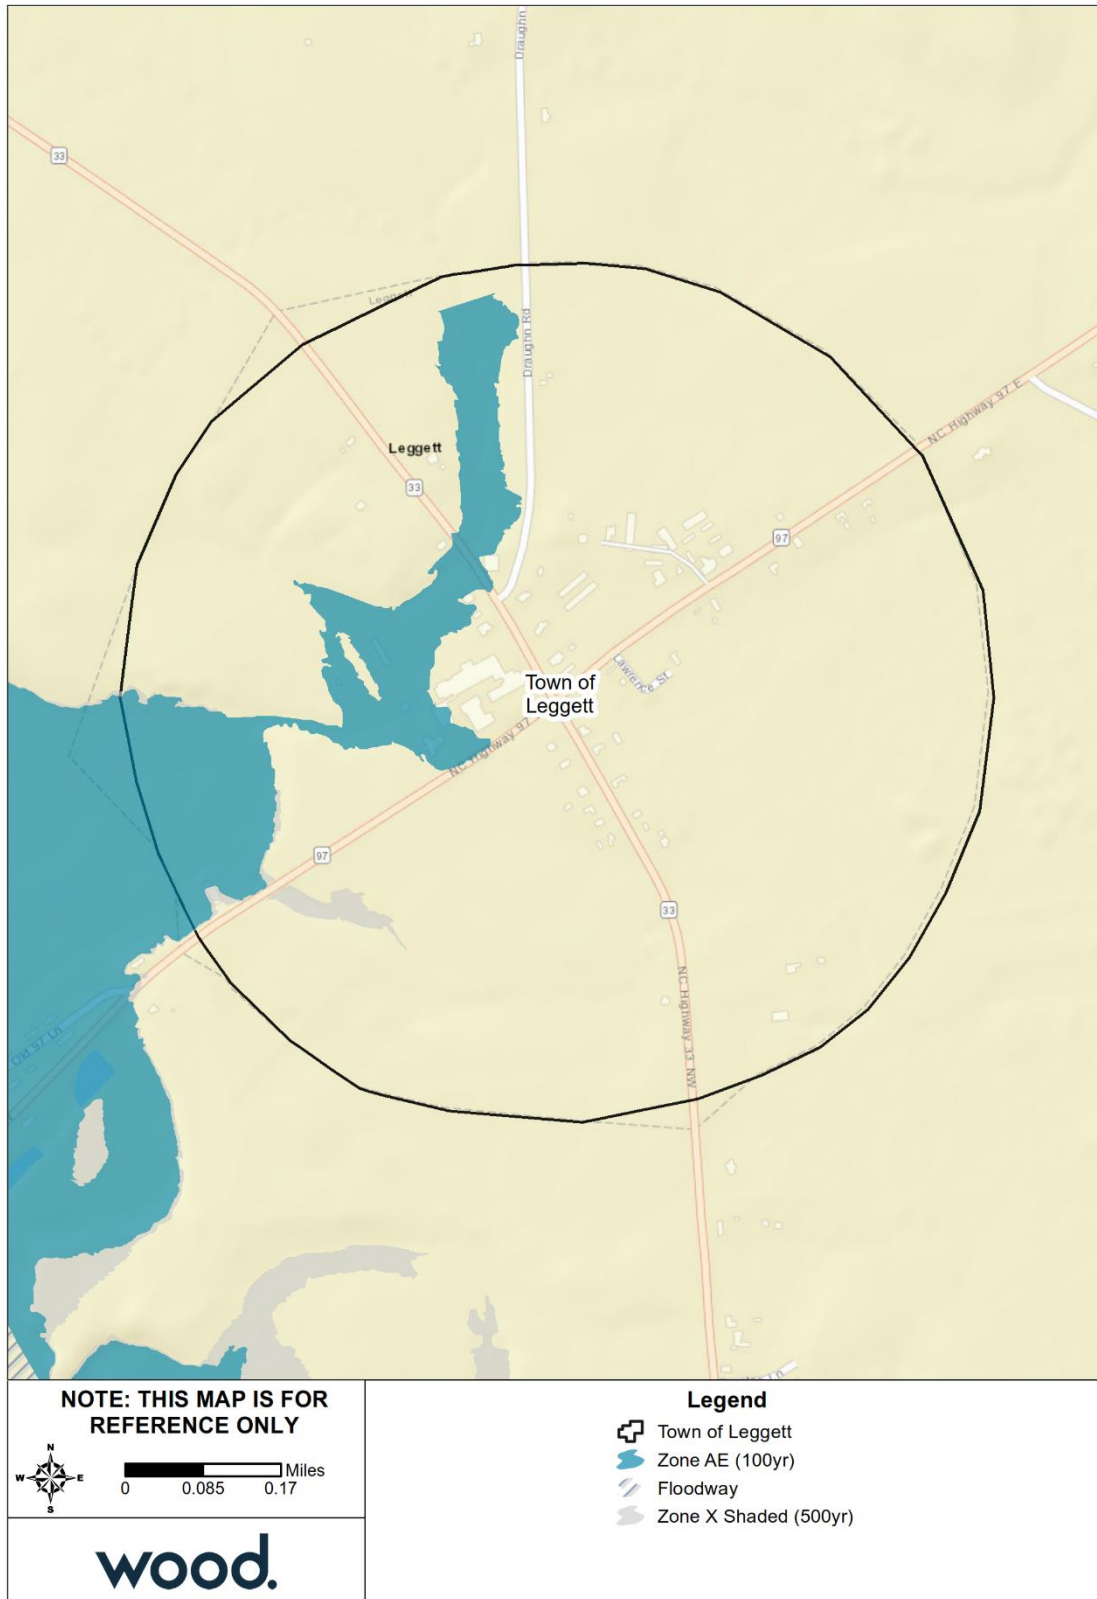 Draughn
33
Leggett
Draughn Rd
NC Highway 97 E
Leggett
33
97
Lawrence St
Town of
Leggett
NC Highway 97
97
33
NC Highway 33 NW
Old 97 Ln
NOTE: THIS MAP IS FOR
REFERENCE ONLY
N
W E
S
Miles
0 0.085 0.17
wood.
Legend
Town of Leggett
Zone AE (100yr)
Floodway
Zone X Shaded (500yr)